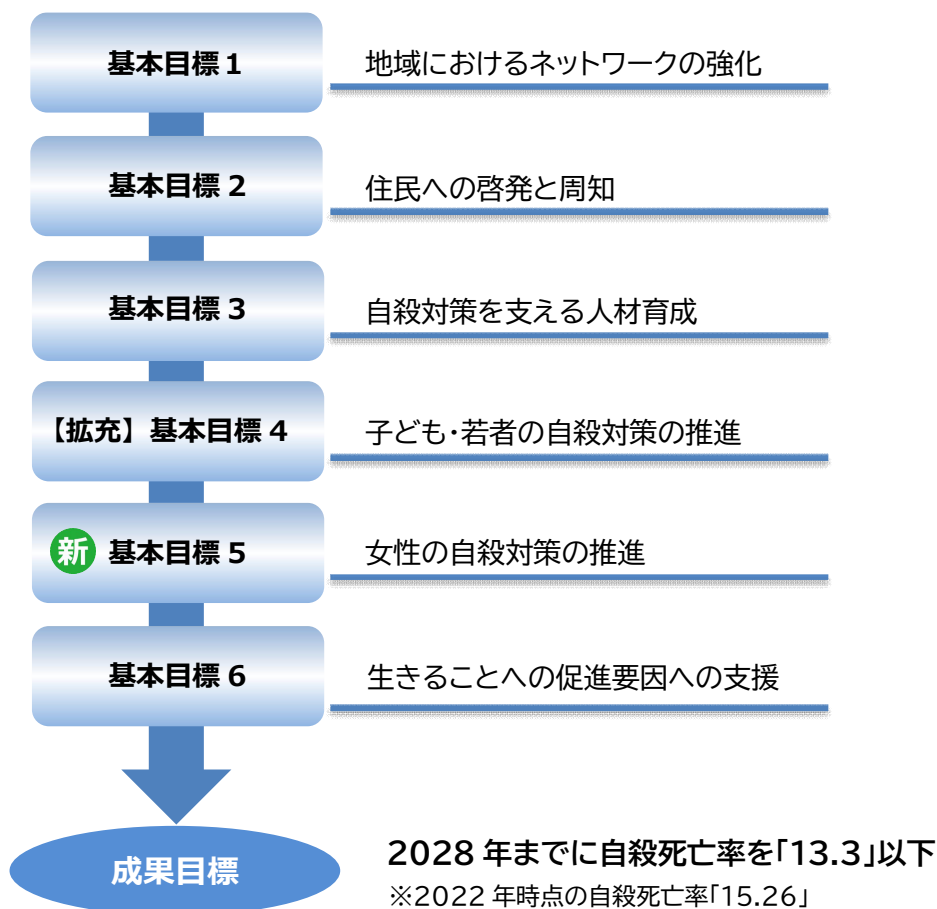 基本目標 1 地域におけるネットワークの強化
基本目標 2 住民への啓発と周知
基本目標 3 自殺対策を支える人材育成
【拡充】基本目標 4 子ども・若者の自殺対策の推進
新 基本目標 5 女性の自殺対策の推進
基本目標 6 生きることへの促進要因への支援
成果目標
2028 年までに自殺死亡率を「13.3」以下
※2022 年時点の自殺死亡率「15.26」